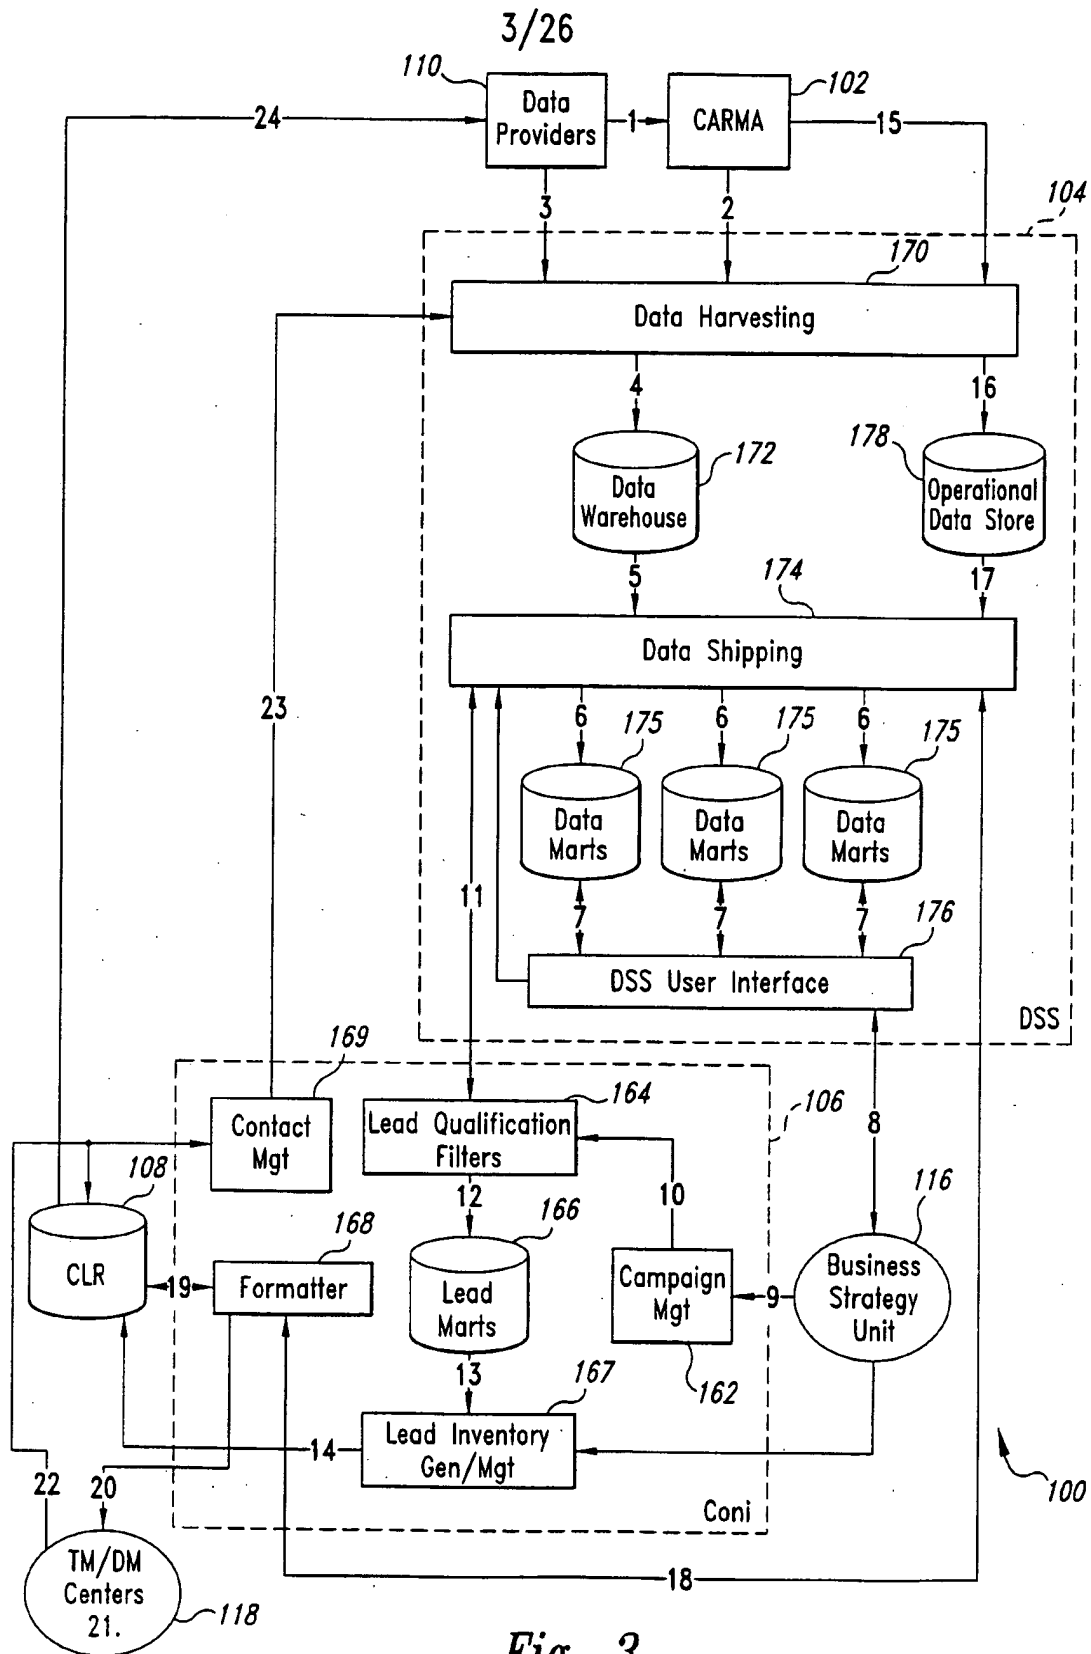 3/26
110
102
Data
Providers
1
CARMA
24
15
3
2
104
170
Data Harvesting
4
16
172
178
Data
Warehouse
Operational
Data Store
5
17
174
Data Shipping
23
6
175
6
175
6
175
Data
Marts
Data
Marts
Data
Marts
11
7
7
7
176
DSS User Interface
DSS
169
164
106
8
Contact
Mgt
Lead Qualification
Filters
108
12
10
116
168
166
CLR
19
Formatter
Lead
Marts
Campaign
Mgt
9
Business
Strategy
Unit
13
167
162
14
Lead Inventory
Gen/Mgt
22
20
Coni
100
TM/DM
Centers
21.
118
18
Fig. 3